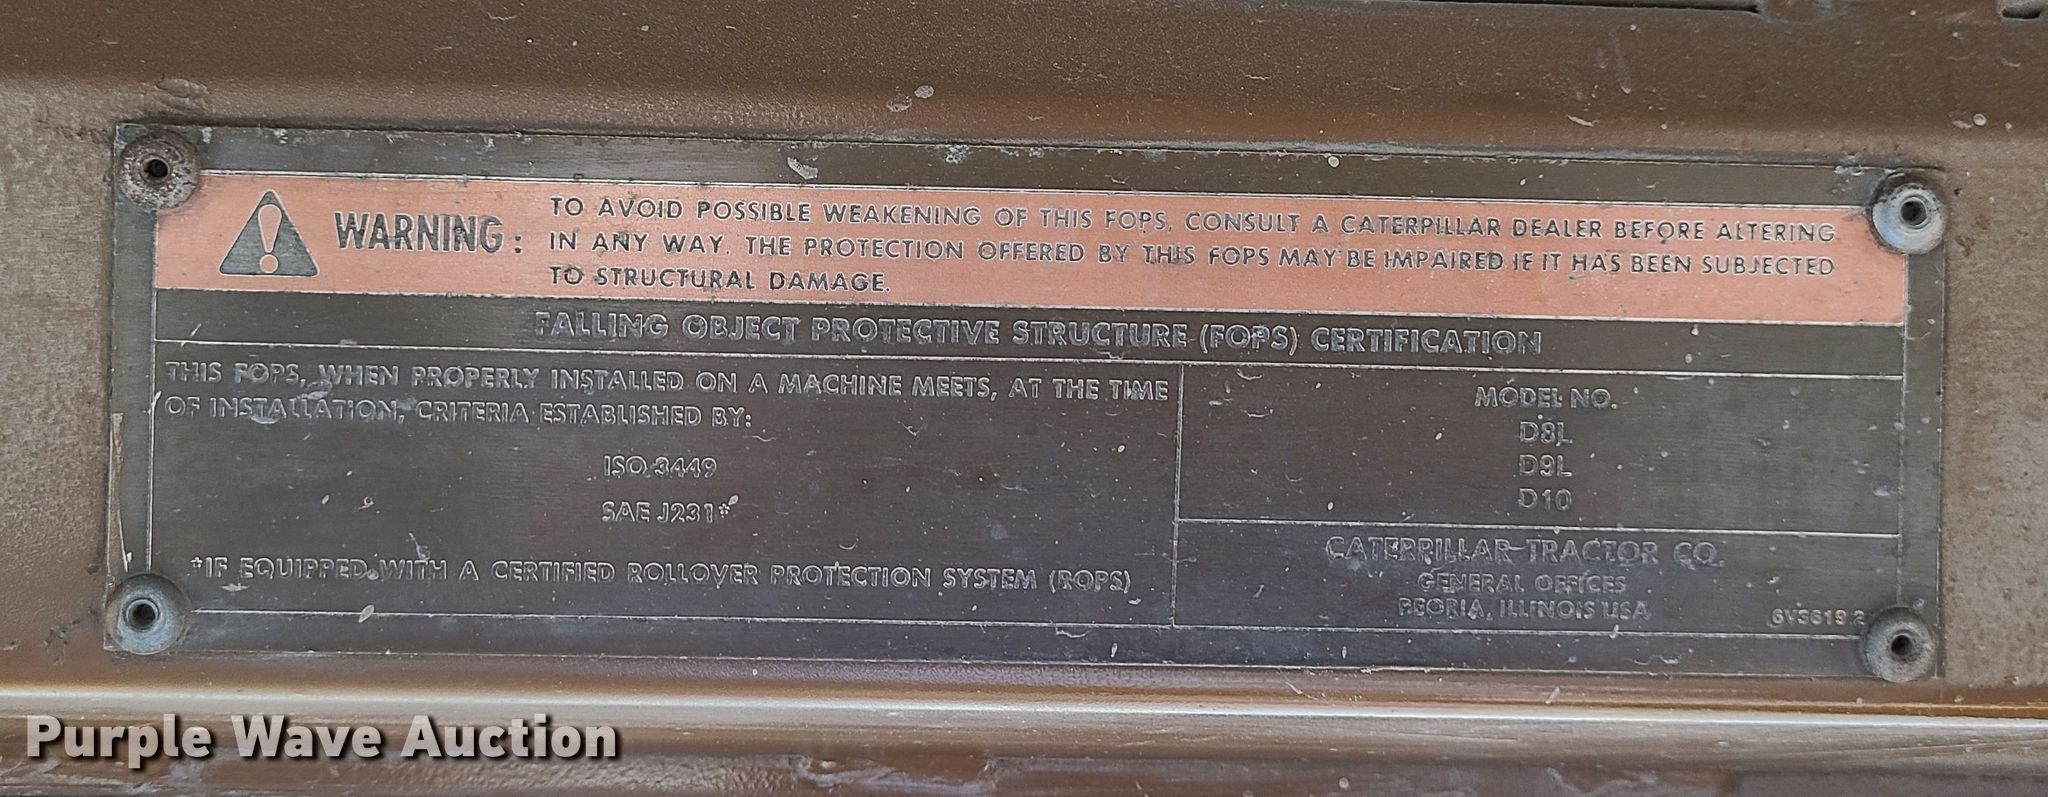 WARNING:
TO AVOID POSSIBLE WEAKENING OF THIS FOPS, CONSULT A CATERPILLAR DEALER BEFORE ALTERING
IN ANY WAY. THE PROTECTION OFFERED BY THIS FOPS MAY BE IMPAIRED IF IT HAS BEEN SUBJECTED
TO STRUCTURAL DAMAGE.
FALLING OBJECT PROTECTIVE STRUCTURE (FOPS) CERTIFICATION
THIS FOPS, WHEN PROPERLY INSTALLED ON A MACHINE MEETS, AT THE TIME
OF INSTALLATION, CRITERIA ESTABLISHED BY:
ISO 3449
SAE J231*
*IF EQUIPPED WITH A CERTIFIED ROLLOVER PROTECTION SYSTEM (ROPS)
MODEL NO.
D8L
D9L
D10
CATERPILLAR TRACTOR CO.
GENERAL OFFICES
PEORIA, ILLINOIS USA
Purple Wave Auction